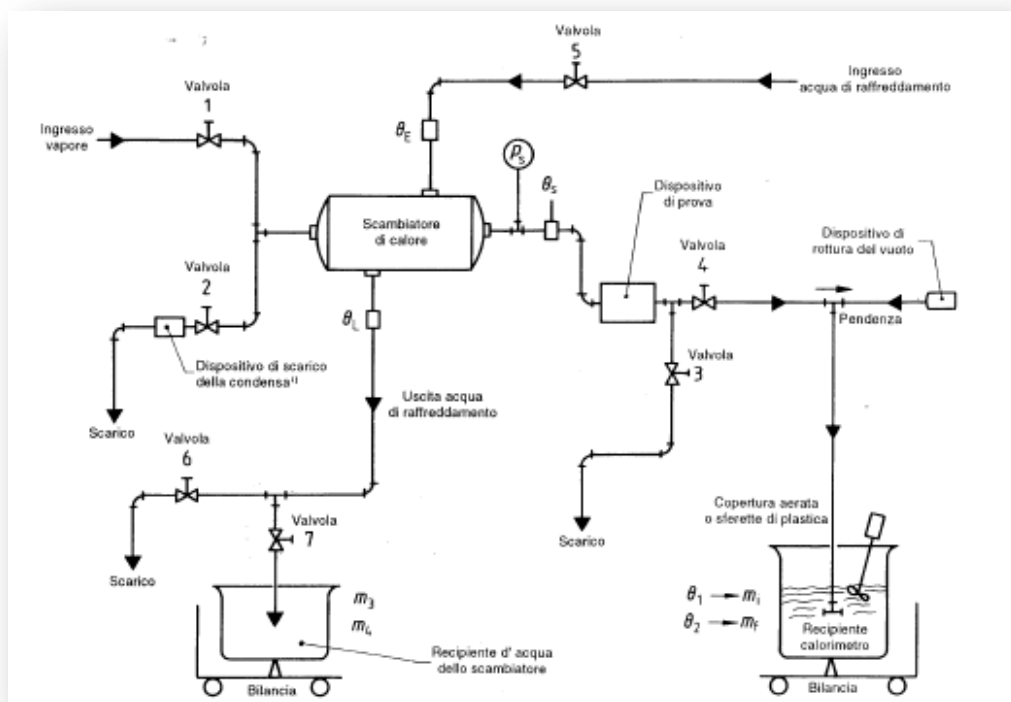 Valvola
5
Ingresso
acqua di raffreddamento
Valvola
1
Ingresso
vapore
θE
Ps
θs
Scambiatore
di calore
Dispositivo
di prova
Valvola
4
Dispositivo di
rottura del vuoto
Pendenza
Valvola
2
θL
Dispositivo di scarico
della condensa¹⁾
Scarico
Uscita acqua
di raffreddamento
Valvola
3
Scarico
Valvola
6
Valvola
7
Scarico
Copertura aerata
o sferette di plastica
m3
m4
Recipiente d' acqua
dello scambiatore
Bilancia
θ1 → mi
θ2 → mf
Recipiente
calorimetro
Bilancia